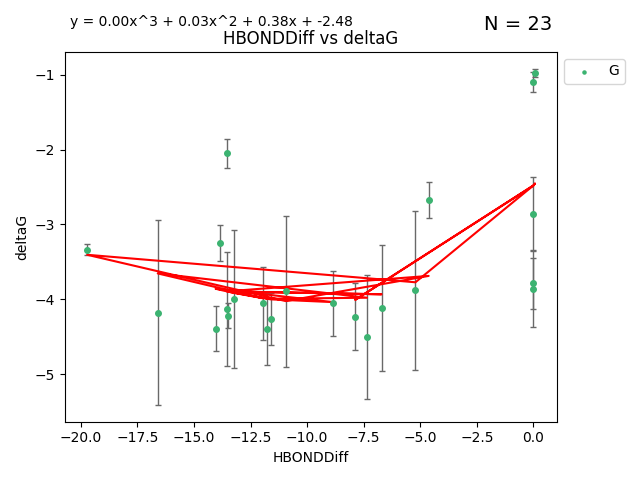 y = 0.00x^3 + 0.03x^2 + 0.38x + -2.48
N = 23
HBONDDiff vs deltaG
G
−1
−2
−3
−4
−5
deltaG
−20.0 −17.5 −15.0 −12.5 −10.0 −7.5 −5.0 −2.5 0.0
HBONDDiff